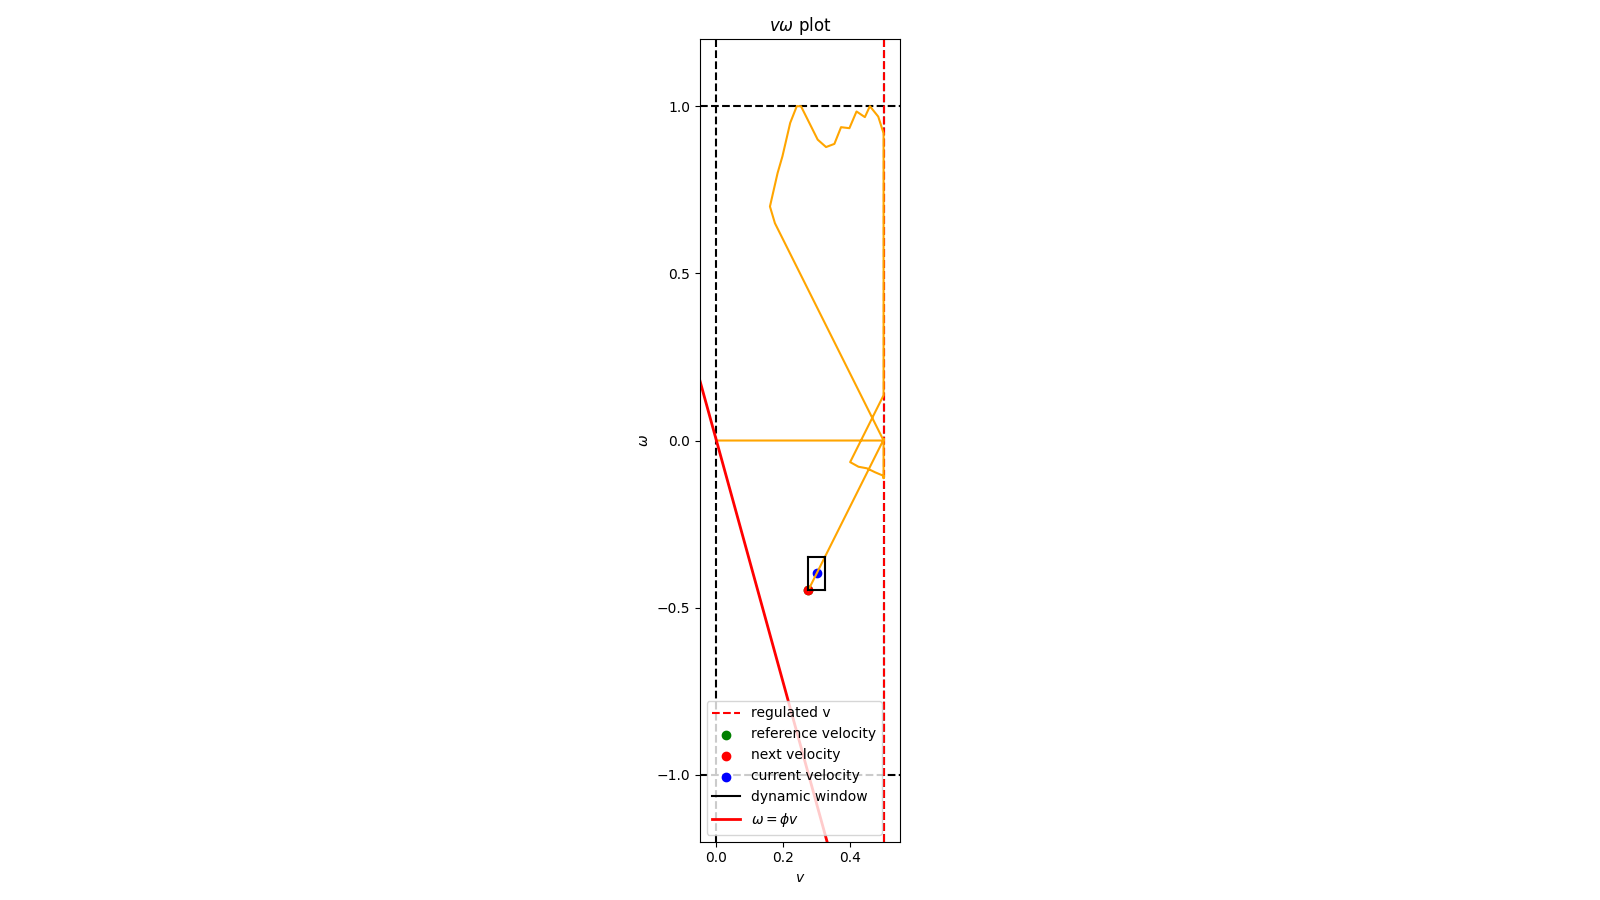 vω plot
1.0
0.5
0.0
−0.5
−1.0
ω
regulated v
reference velocity
next velocity
current velocity
dynamic window
ω = ϕv
0.0 0.2 0.4
v